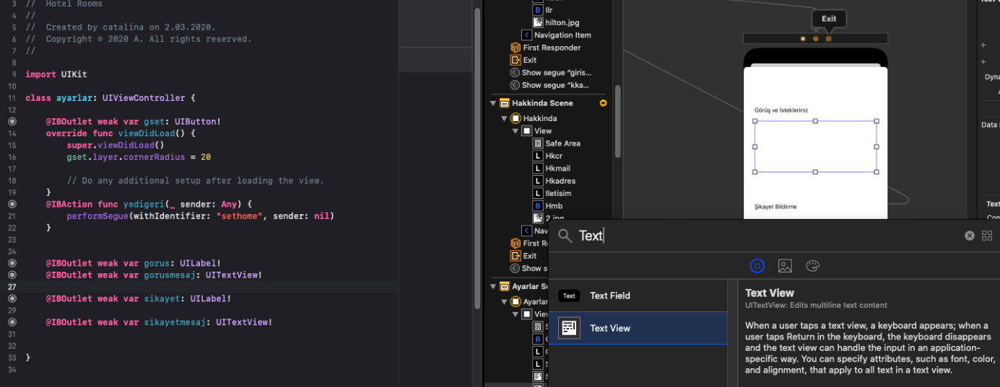 3 // Hotel Rooms
4 //
5 // Created by catalina on 2.03.2020.
6 // Copyright © 2020 A. All rights reserved.
7 //
8
9 import UIKit
10
11 class ayarlar: UIViewController {
12
@IBOutlet weak var gset: UIButton!
14 override func viewDidLoad() {
15 super.viewDidLoad()
16 gset.layer.cornerRadius = 20
17
18 // Do any additional setup after loading the view.
19 }
@IBAction func yedigeri(_ sender: Any) {
21 performSegue(withIdentifier: "sethome", sender: nil)
22 }
23
24
@IBOutlet weak var gorus: UILabel!
@IBOutlet weak var gorusmesaj: UITextView!
27
@IBOutlet weak var sikayet: UILabel!
29
@IBOutlet weak var sikayetmesaj: UITextView!
31
32
33 }
34
B llr
hilton.jpg
Navigation Item
First Responder
Exit
Show segue “giris...
Show segue “kka...
Hakkinda Scene
Hakkinda
View
Safe Area
L Hkcr
L Hkmail
L Hkadres
L Iletisim
B Hmb
2.jpg
Nav
First R
Exit
Show s
Ayarlar Sc
Ayarlar
View
B
L
L
Exit
Görüş ve İstekleriniz
Şikayet Bildirme
Dyna
Data
Text
Text
Text Text Field
Text View
Text View
UITextView: Edits multiline text content
When a user taps a text view, a keyboard appears; when a
user taps Return in the keyboard, the keyboard disappears
and the text view can handle the input in an application-
specific way. You can specify attributes, such as font, color,
and alignment, that apply to all text in a text view.